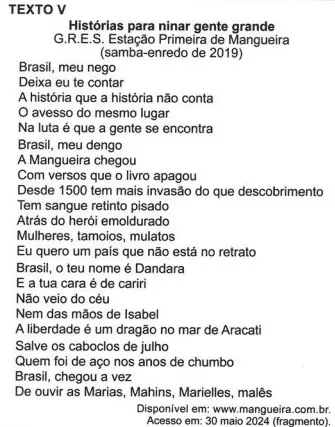 TEXTO V
Histórias para ninar gente grande
G.R.E.S. Estação Primeira de Mangueira
(samba-enredo de 2019)
Brasil, meu nego
Deixa eu te contar
A história que a história não conta
O avesso do mesmo lugar
Na luta é que a gente se encontra
Brasil, meu dengo
A Mangueira chegou
Com versos que o livro apagou
Desde 1500 tem mais invasão do que descobrimento
Tem sangue retinto pisado
Atrás do herói emoldurado
Mulheres, tamoios, mulatos
Eu quero um país que não está no retrato
Brasil, o teu nome é Dandara
E a tua cara é de cariri
Não veio do céu
Nem das mãos de Isabel
A liberdade é um dragão no mar de Aracati
Salve os caboclos de julho
Quem foi de aço nos anos de chumbo
Brasil, chegou a vez
De ouvir as Marias, Mahins, Marielles, malês
Disponível em: www.mangueira.com.br.
Acesso em: 30 maio 2024 (fragmento).